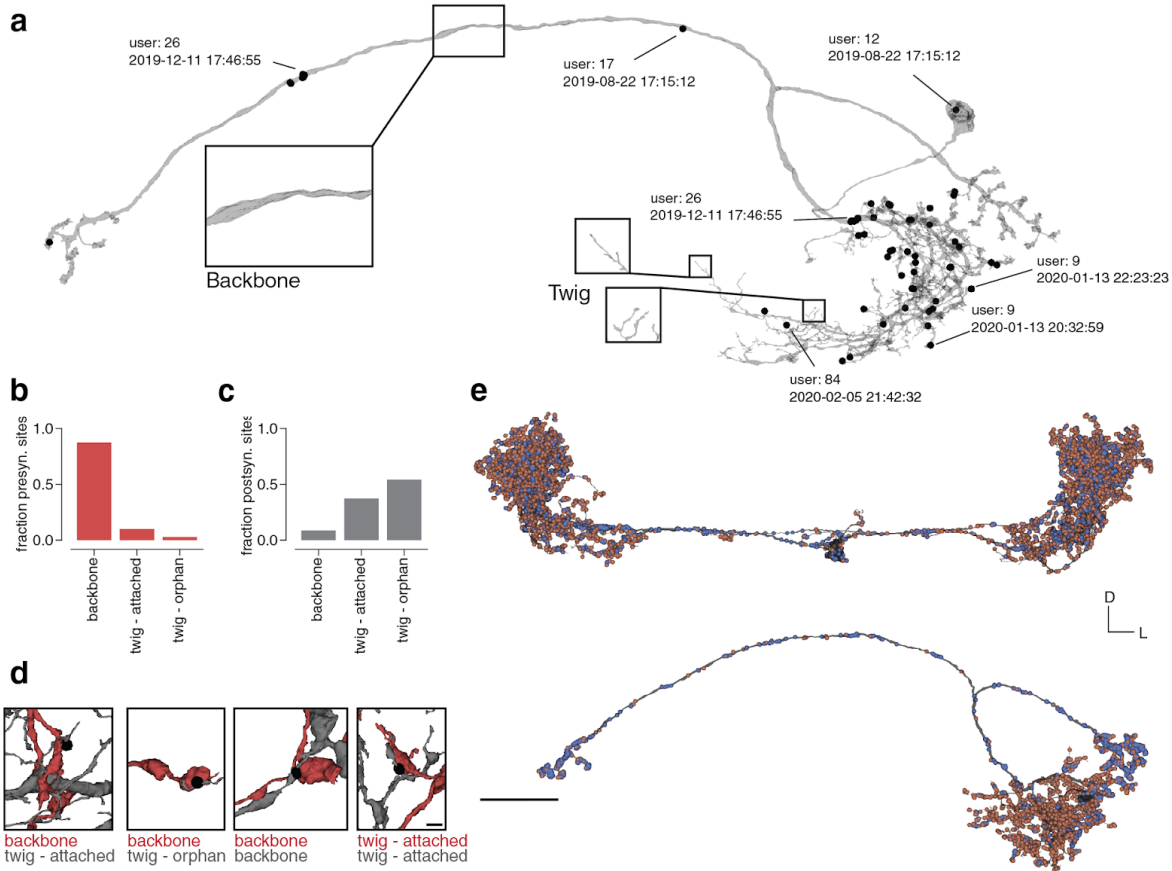 a
user: 26
2019-12-11 17:46:55
user: 17
2019-08-22 17:15:12
user: 12
2019-08-22 17:15:12
Backbone
user: 26
2019-12-11 17:46:55
Twig
user: 9
2020-01-13 22:23:23
user: 9
2020-01-13 20:32:59
user: 84
2020-02-05 21:42:32
b
fraction presyn. sites
1.0
0.5
0.0
backbone
twig - attached
twig - orphan
c
fraction postsyn. sites
1.0
0.5
0.0
backbone
twig - attached
twig - orphan
d
backbone
twig - attached
backbone
twig - orphan
backbone
backbone
twig - attached
twig - attached
e
D
L